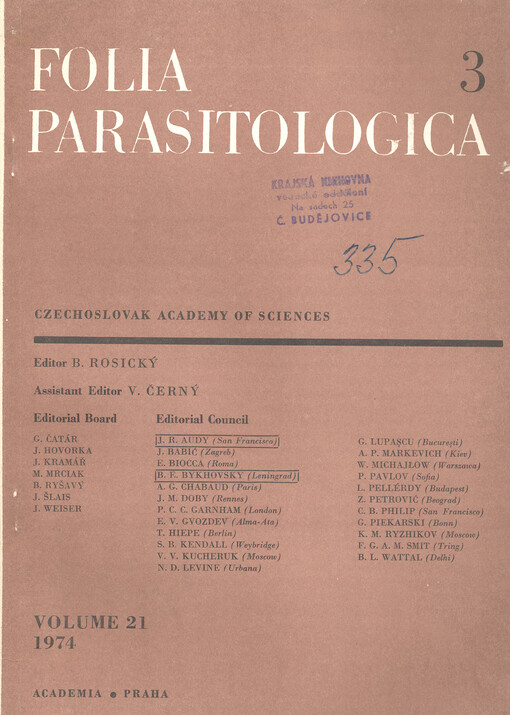 FOLIA 3
PARASITOLOGICA
KRAJSKÁ KNIHOVNA
vědecké oddělení
Na sadech 25
Č. BUDĚJOVICE
335
CZECHOSLOVAK ACADEMY OF SCIENCES
Editor B. ROSICKÝ
Assistant Editor V. ČERNÝ
Editorial Board
G. ČATÁR
J. HOVORKA
J. KRAMÁŘ
M. MRCIAK
B. RYŠAVÝ
J. ŠLAIS
J. WEISER
Editorial Council
J. R. AUDY (San Francisco)
J. BABIĆ (Zagreb)
E. BIOCCA (Roma)
B. E. BYKHOVSKY (Leningrad)
A. G. CHABAUD (Paris)
J. M. DOBY (Rennes)
P. C. C. GARNHAM (London)
E. V. GVOZDEV (Alma-Ata)
T. HIEPE (Berlin)
S. B. KENDALL (Weybridge)
V. V. KUCHERUK (Moscow)
N. D. LEVINE (Urbana)
G. LUPAŞCU (Bucureşti)
A. P. MARKEVICH (Kiev)
W. MICHAJŁOW (Warszawa)
P. PAVLOV (Sofia)
L. PELLÉRDY (Budapest)
Z. PETROVIĆ (Beograd)
C. B. PHILIP (San Francisco)
G. PIEKARSKI (Bonn)
K. M. RYZHIKOV (Moscow)
F. G. A. M. SMIT (Tring)
B. L. WATTAL (Delhi)
VOLUME 21
1974
ACADEMIA • PRAHA